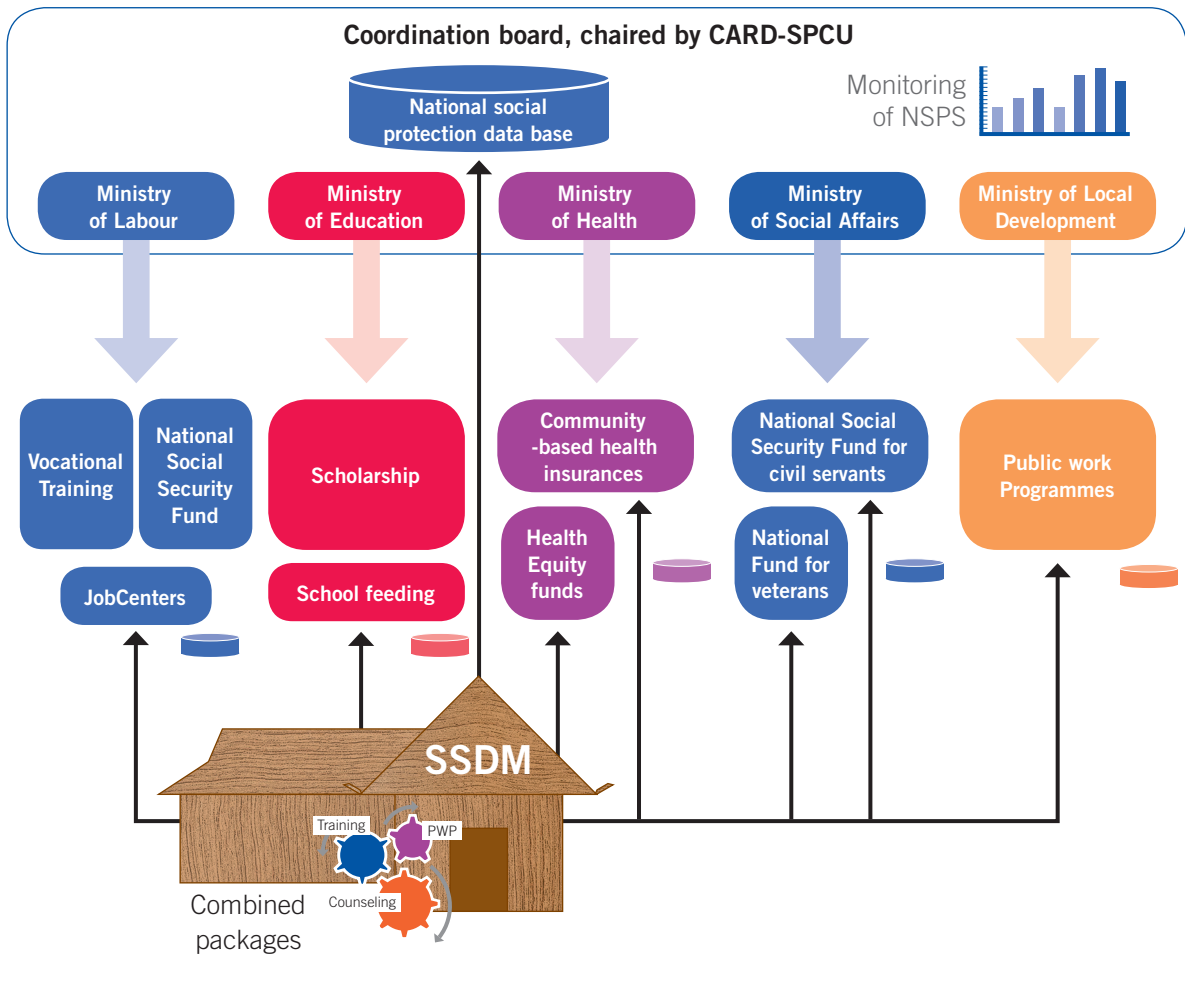 Coordination board, chaired by CARD-SPCU
National social
protection data base
Monitoring
of NSPS
Ministry
of Labour
Ministry
of Education
Ministry
of Health
Ministry
of Social Affairs
Ministry of Local
Development
Vocational
Training
National
Social
Security
Fund
Scholarship
Community
-based health
insurances
National Social
Security Fund for
civil servants
Public work
Programmes
Health
Equity
funds
National
Fund for
veterans
JobCenters
School feeding
SSDM
Training
PWP
Counseling
Combined
packages